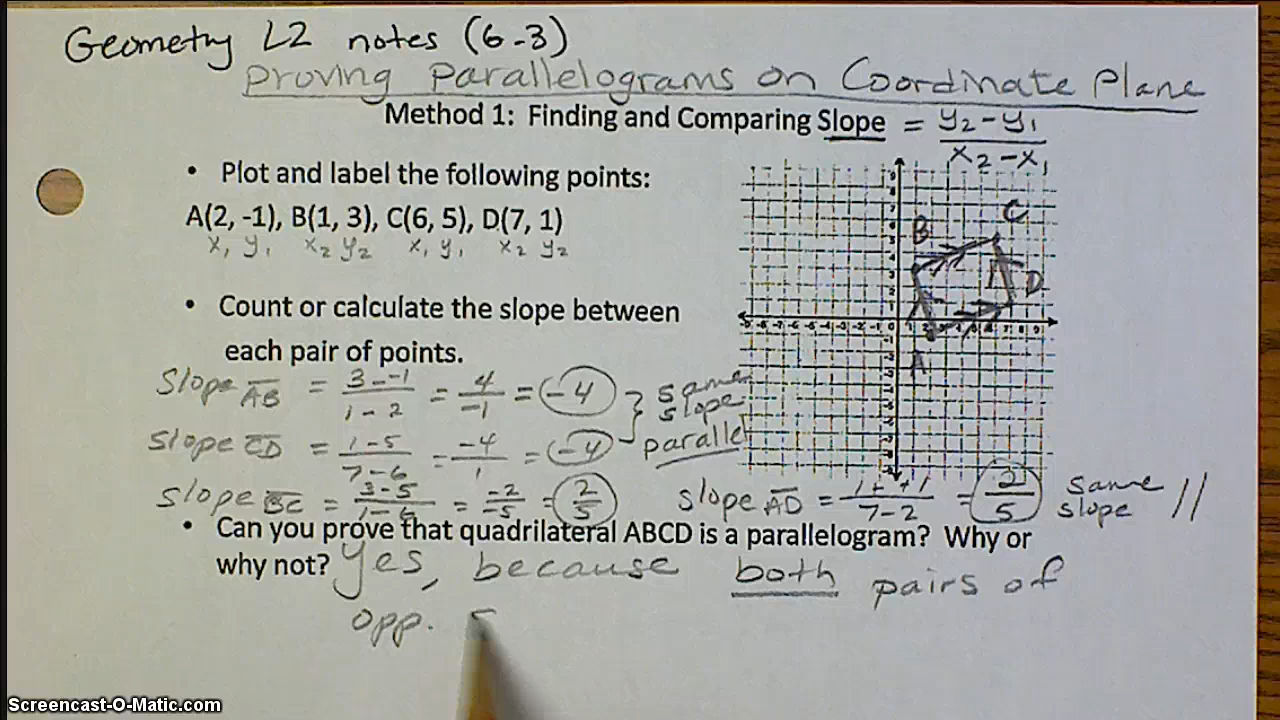 Geometry L2 notes (6-3)
Proving Parallelograms on Coordinate Plane
Method 1: Finding and Comparing Slope = y₂-y₁ / x₂-x₁
• Plot and label the following points:
A(2, -1), B(1, 3), C(6, 5), D(7, 1)
x₁ y₁ x₂ y₂ x₁ y₁ x₂ y₂
B C D A
• Count or calculate the slope between
each pair of points.
Slope AB = 3--1 / 1-2 = 4/-1 = -4 } same slope
slope CD = 1-5 / 7-6 = -4/1 = -4 parallel
slope BC = 3-5 / 1-6 = -2/-5 = 2/5 slope AD = 1++1 / 7-2 = 2/5 same slope //
• Can you prove that quadrilateral ABCD is a parallelogram? Why or
why not? Yes, because both pairs of
opp.
Screencast-O-Matic.com